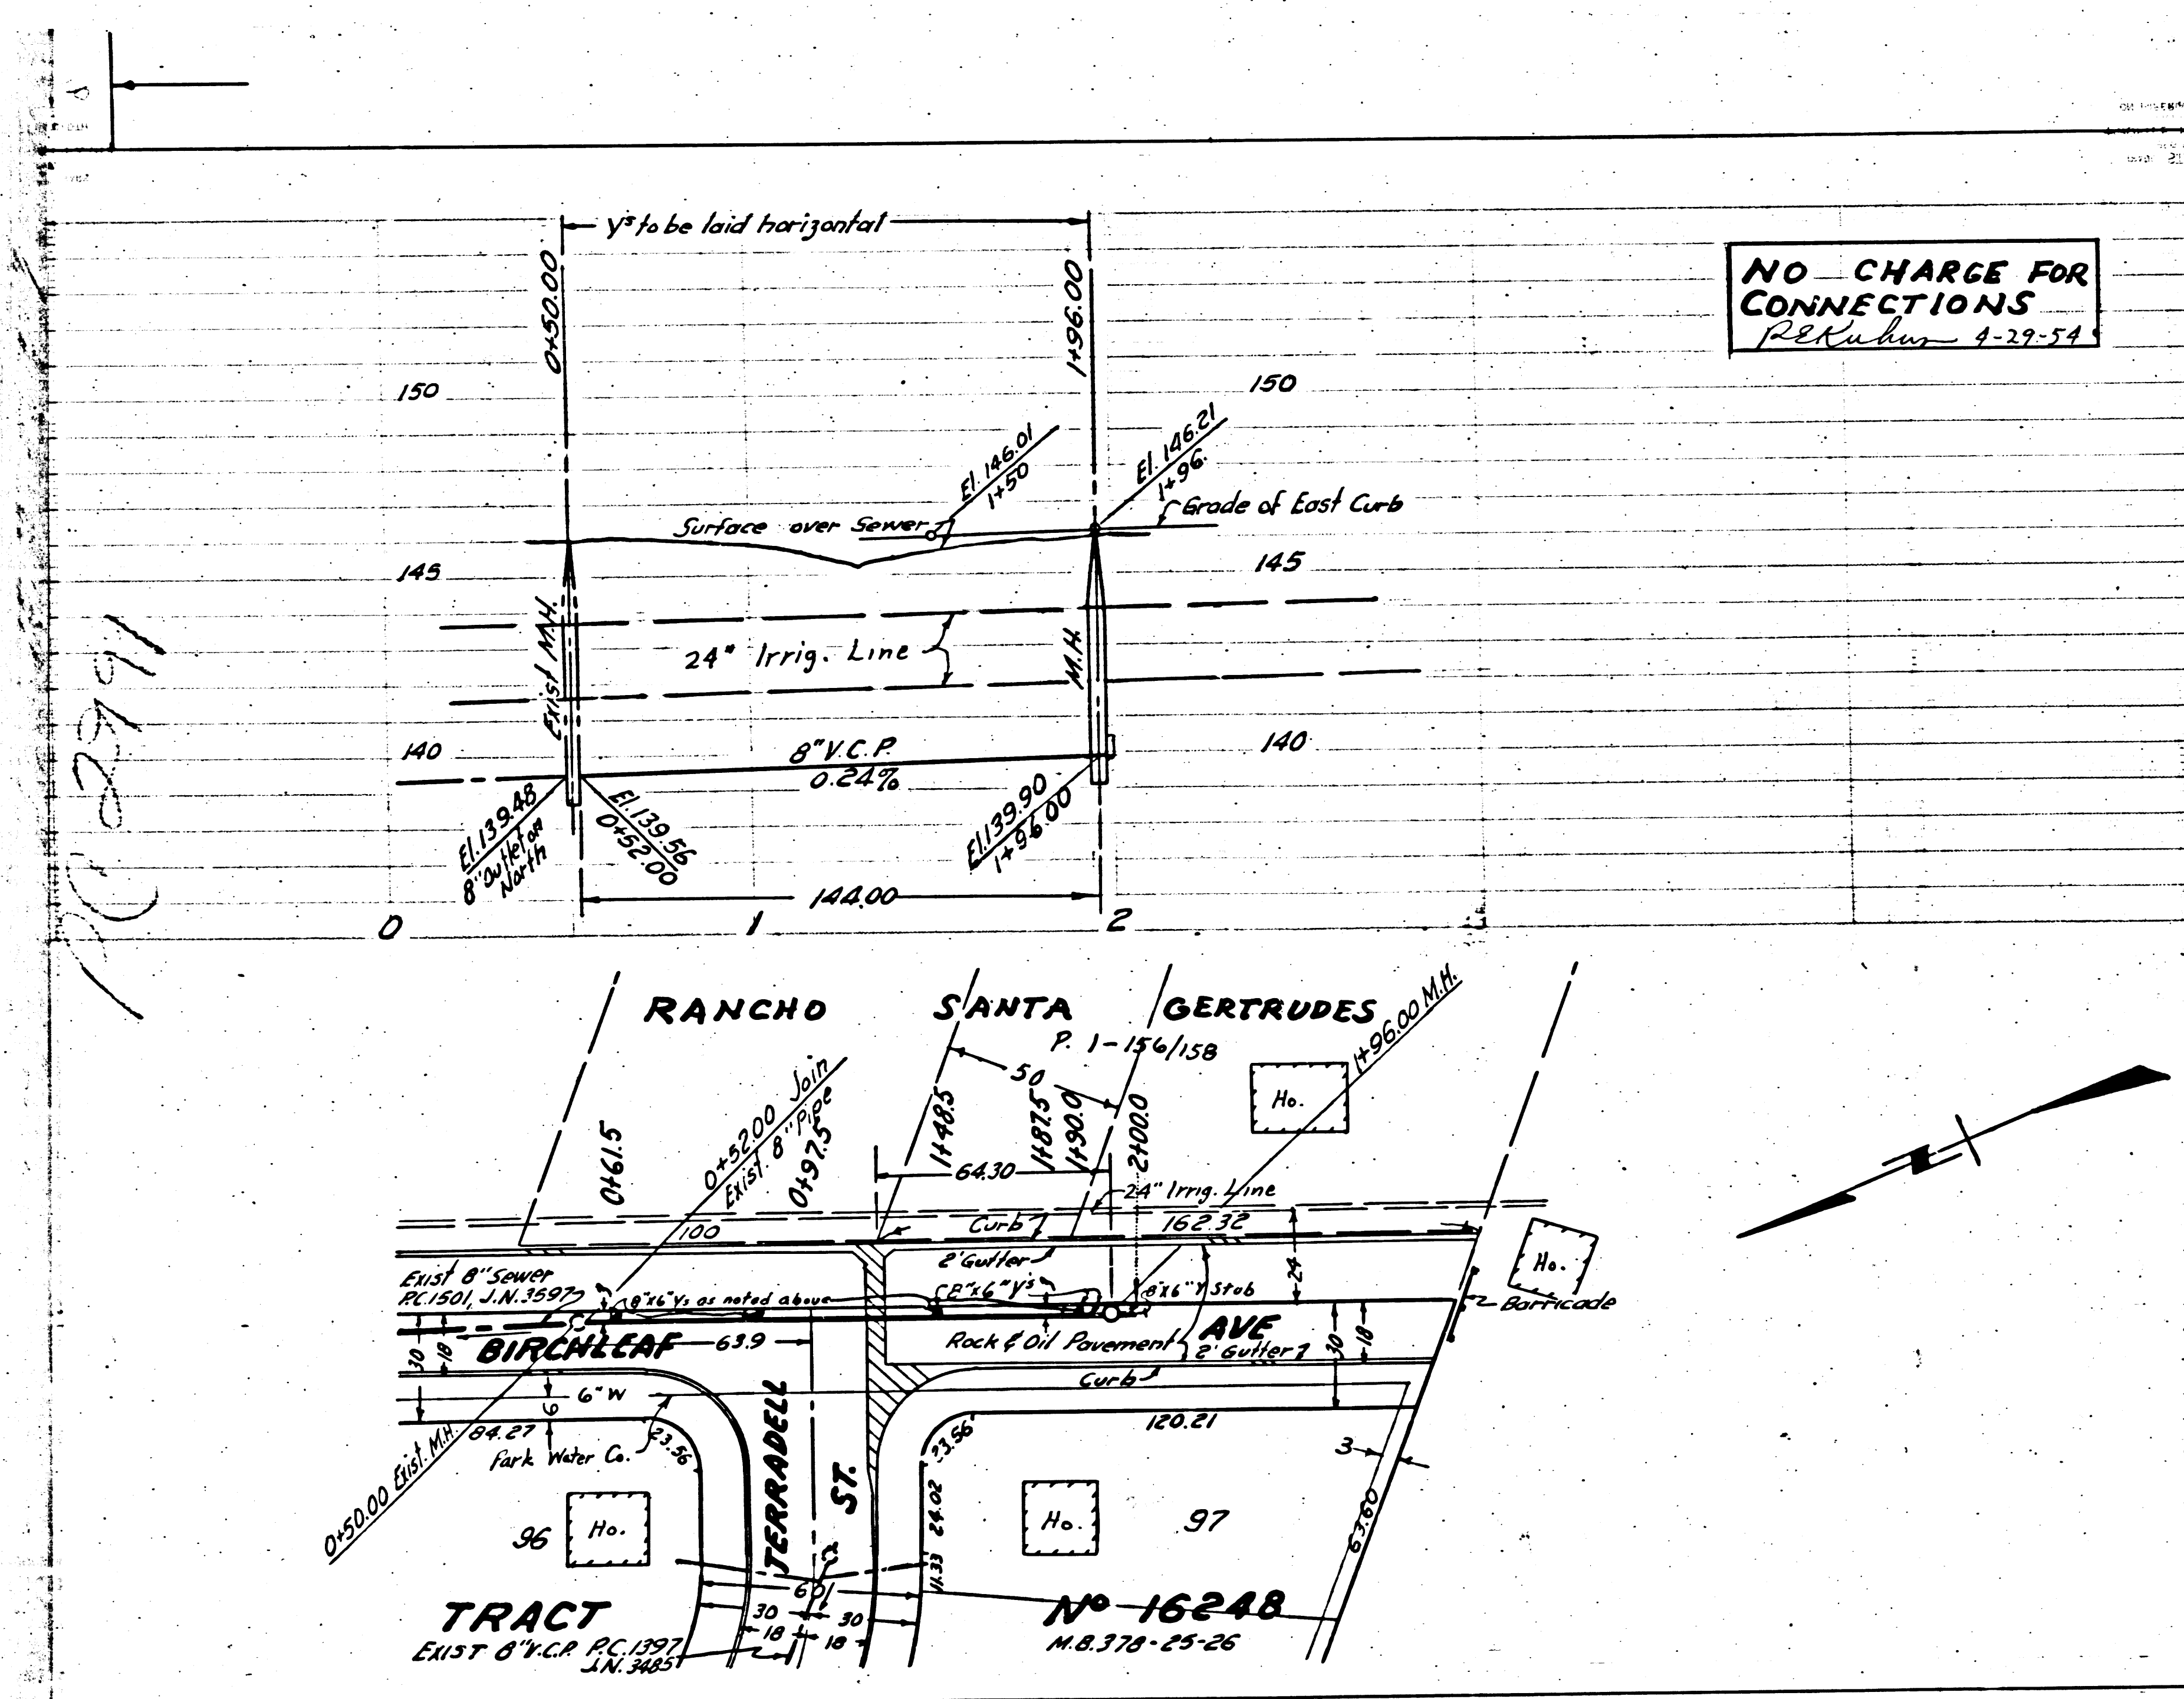 Y's to be laid horizontal
0+50.00
1+96.00
NO CHARGE FOR
CONNECTIONS
4-29-54
150
150
El. 146.01
1+50
El. 146.21
1+96.
Surface over Sewer
Grade of East Curb
145
145
Exist M.H.
24" Irrig. Line
M.H.
140
8" V.C.P.
0.24%
140
El. 139.48
8" Outlet on
North
El. 139.56
0+52.00
El. 139.90
1+96.00
144.00
0
1
2
PC 2991
RANCHO SANTA GERTRUDES
P. 1-156/158
1+96.00 M.H.
50
Ho.
0+61.5
0+52.00 Join
Exist. 8" Pipe
0+97.5
1+48.5
1+87.5
1+90.0
2+00.0
64.30
24" Irrig. Line
100
Curb
162.32
2' Gutter
24
Ho.
Barricade
Exist 8" Sewer
P.C. 1501, J.N. 3597
8"x6" Ys as noted above
8"x6" Y's
8"x6" Y Stub
30
18
BIRCHLEAF
63.9
Rock & Oil Pavement
AVE
2' Gutter
30
18
Curb
6" W
6
84.27
Park Water Co.
23.56
23.56
120.21
3
0+50.00 Exist. M.H.
TERRADELL
ST.
24.02
11.33
63.60
96
Ho.
Ho.
97
60
30
30
18
18
TRACT
Nº 16248
EXIST 8" V.C.P. P.C. 1397
J.N. 3485
M.B. 378-25-26